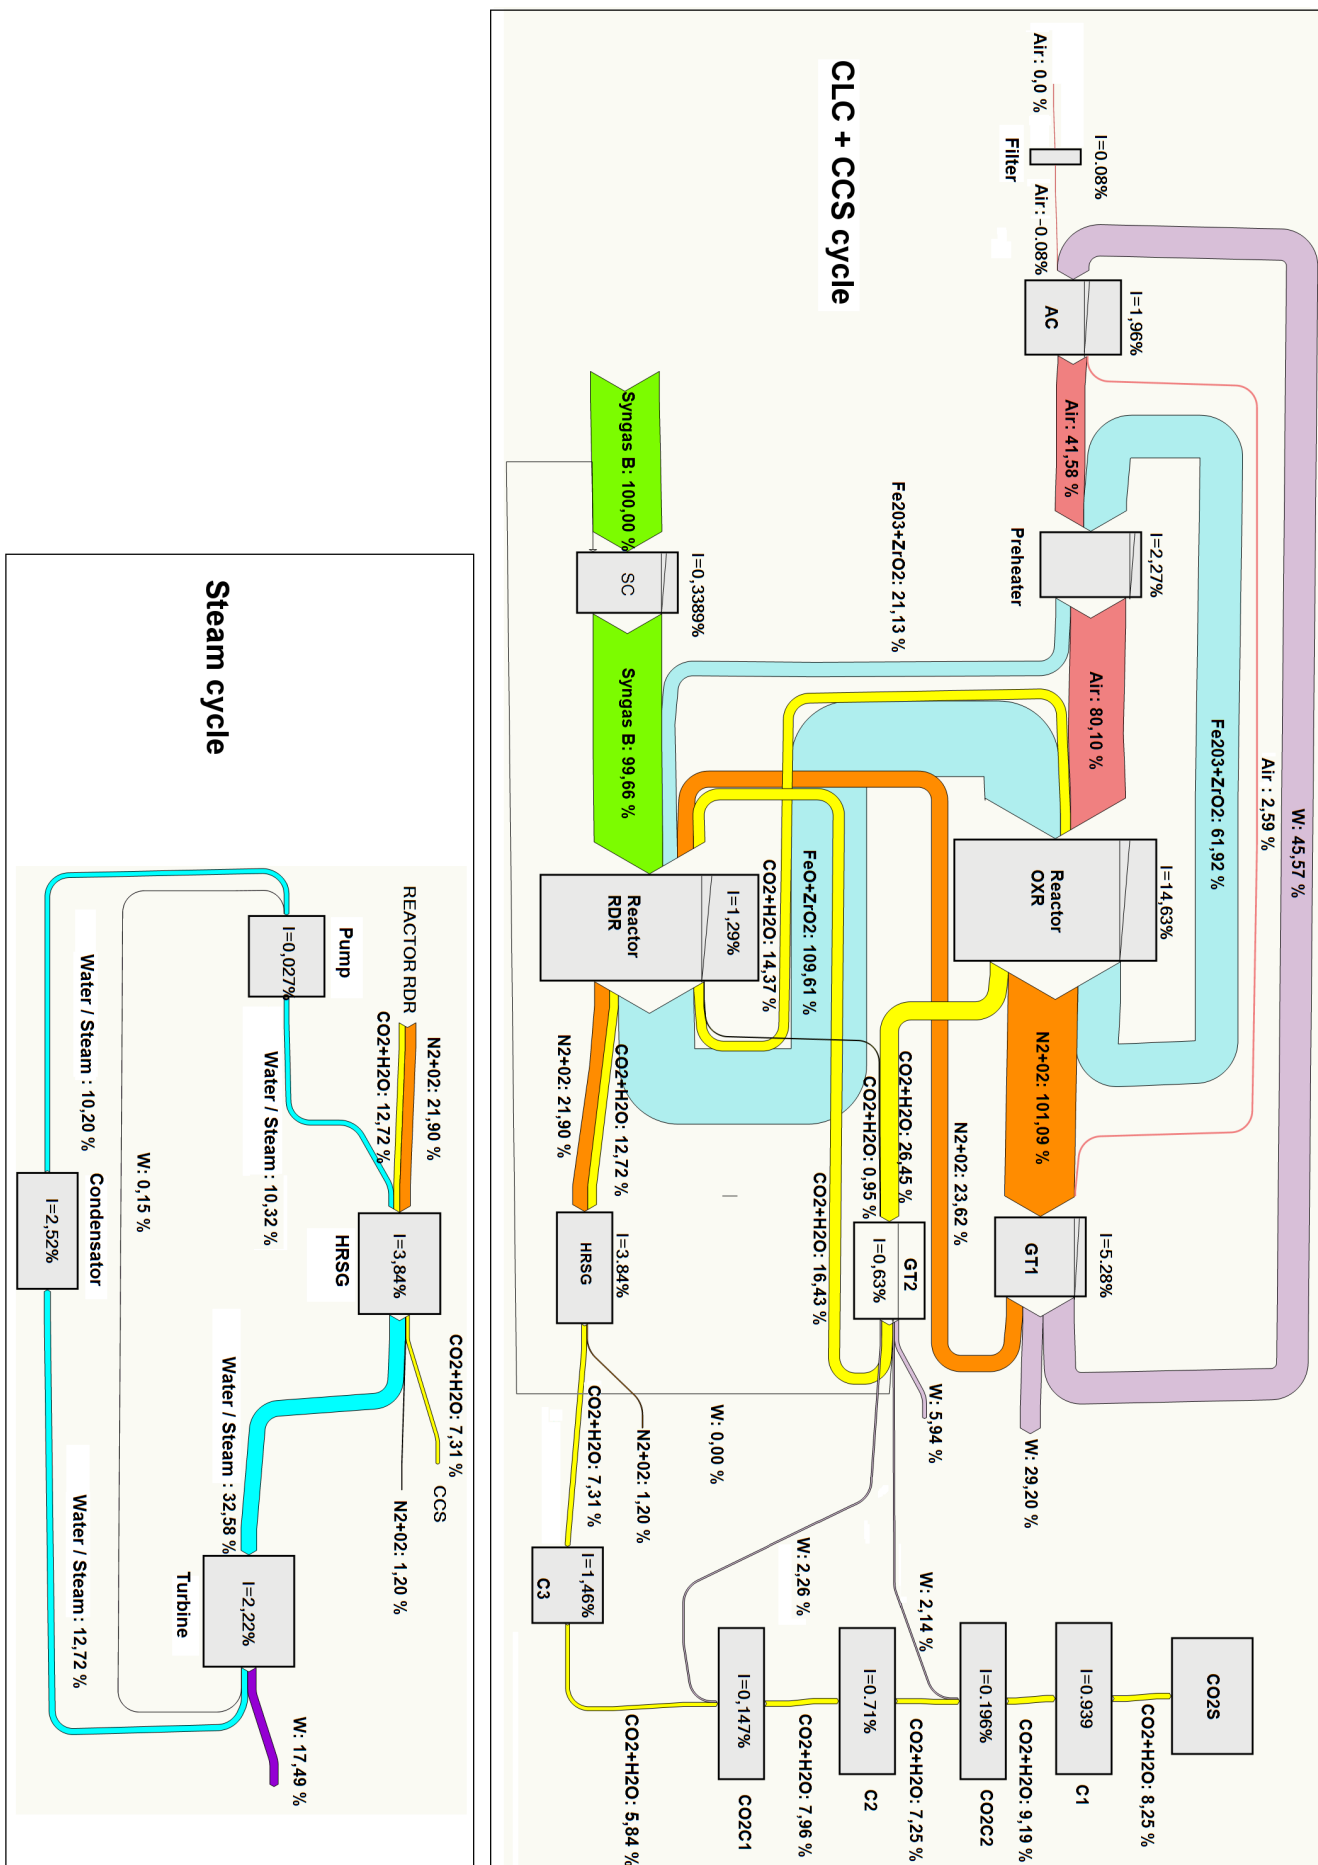 CLC + CCS cycle
Air: 0,0 %
I=0.08%
Filter
Air: -0.08%
I=1,96%
AC
Air: 41,58 %
I=2,27%
Preheater
Air: 80,10 %
Fe203+ZrO2: 21,13 %
Fe203+ZrO2: 61,92 %
Air : 2,59 %
W: 45,57 %
Syngas B: 100,00 %
I=0,3389%
SC
Syngas B: 99,66 %
I=14,63%
Reactor
OXR
I=1,29%
Reactor
RDR
FeO+ZrO2: 109,61 %
CO2+H2O: 14,37 %
N2+02: 101,09 %
CO2+H2O: 26,45 %
CO2+H2O: 0,95 %
N2+02: 23,62 %
CO2+H2O: 16,43 %
CO2+H2O: 12,72 %
N2+02: 21,90 %
I=5.28%
GT1
GT2
I=0,63%
I=3.84%
HRSG
W: 29,20 %
W: 5,94 %
W: 0,00 %
N2+02: 1,20 %
CO2+H2O: 7,31 %
W: 2,26 %
W: 2,14 %
I=1,46%
C3
CO2+H2O: 5,84 %
I=0,147%
CO2C1
CO2+H2O: 7,96 %
I=0.71%
C2
CO2+H2O: 7,25 %
I=0.196%
CO2C2
CO2+H2O: 9,19 %
I=0.939
C1
CO2+H2O: 8,25 %
CO2S
Steam cycle
REACTOR RDR
N2+02: 21,90 %
CO2+H2O: 12,72 %
Pump
I=0,027%
Water / Steam : 10,32 %
Water / Steam : 10,20 %
I=3,84%
HRSG
CO2+H2O: 7,31 %
CCS
N2+02: 1,20 %
W: 0,15 %
Condensator
I=2,52%
Water / Steam : 32,58 %
Water / Steam : 12,72 %
I=2,22%
Turbine
W: 17,49 %